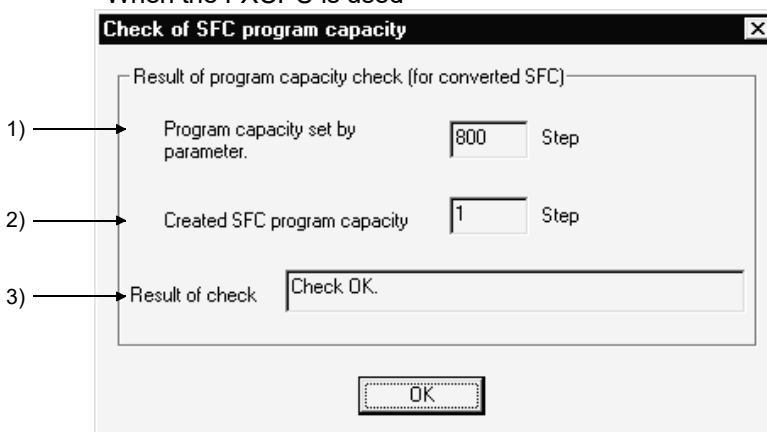 When the FXCPU is used
Check of SFC program capacity
Result of program capacity check (for converted SFC)
1) Program capacity set by
parameter.
800 Step
2) Created SFC program capacity 1 Step
3) Result of check Check OK.
OK